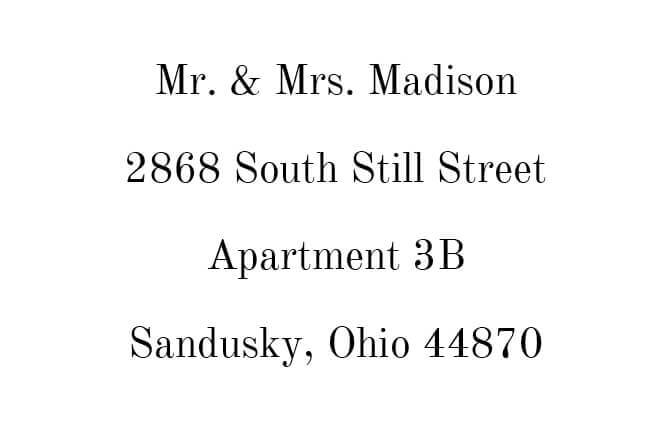 Mr. & Mrs. Madison
2868 South Still Street
Apartment 3B
Sandusky, Ohio 44870